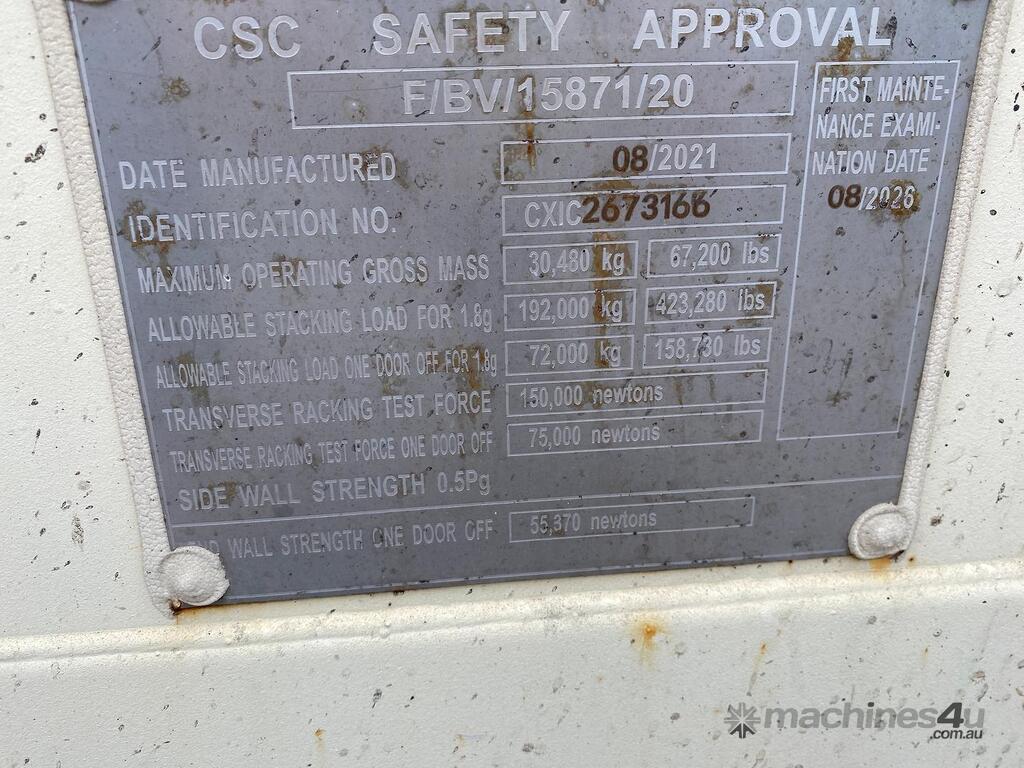 CSC SAFETY APPROVAL
F/BV/15871/20
DATE MANUFACTURED 08/2021
IDENTIFICATION NO. CXIC2673166
MAXIMUM OPERATING GROSS MASS 30,480 kg 67,200 lbs
ALLOWABLE STACKING LOAD FOR 1.8g 192,000 kg 423,280 lbs
ALLOWABLE STACKING LOAD ONE DOOR OFF FOR 1.8g 72,000 kg 158,730 lbs
TRANSVERSE RACKING TEST FORCE 150,000 newtons
TRANSVERSE RACKING TEST FORCE ONE DOOR OFF 75,000 newtons
SIDE WALL STRENGTH 0.5Pg
END WALL STRENGTH ONE DOOR OFF 55,370 newtons
FIRST MAINTE-
NANCE EXAMI-
NATION DATE
08/2026
machines4u
.com.au